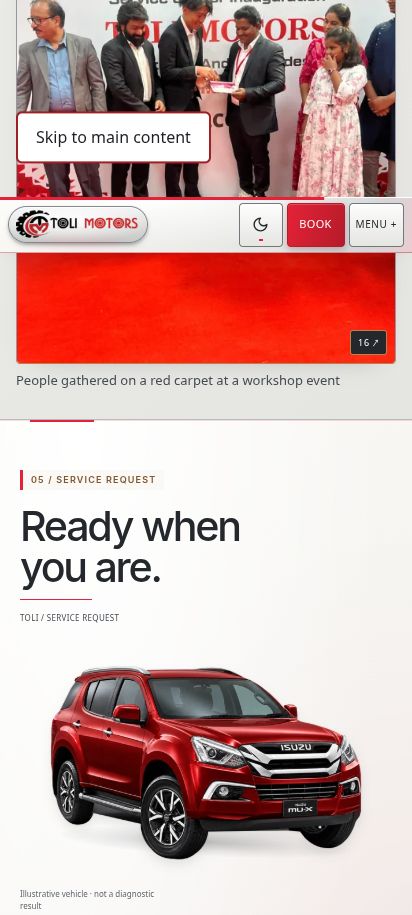 TOLI MOTORS
Skip to main content
TOLI MOTORS
BOOK
MENU +
16 ↗
People gathered on a red carpet at a workshop event
05 / SERVICE REQUEST
Ready when
you are.
TOLI / SERVICE REQUEST
ISUZU
mu-x
Illustrative vehicle · not a diagnostic
result